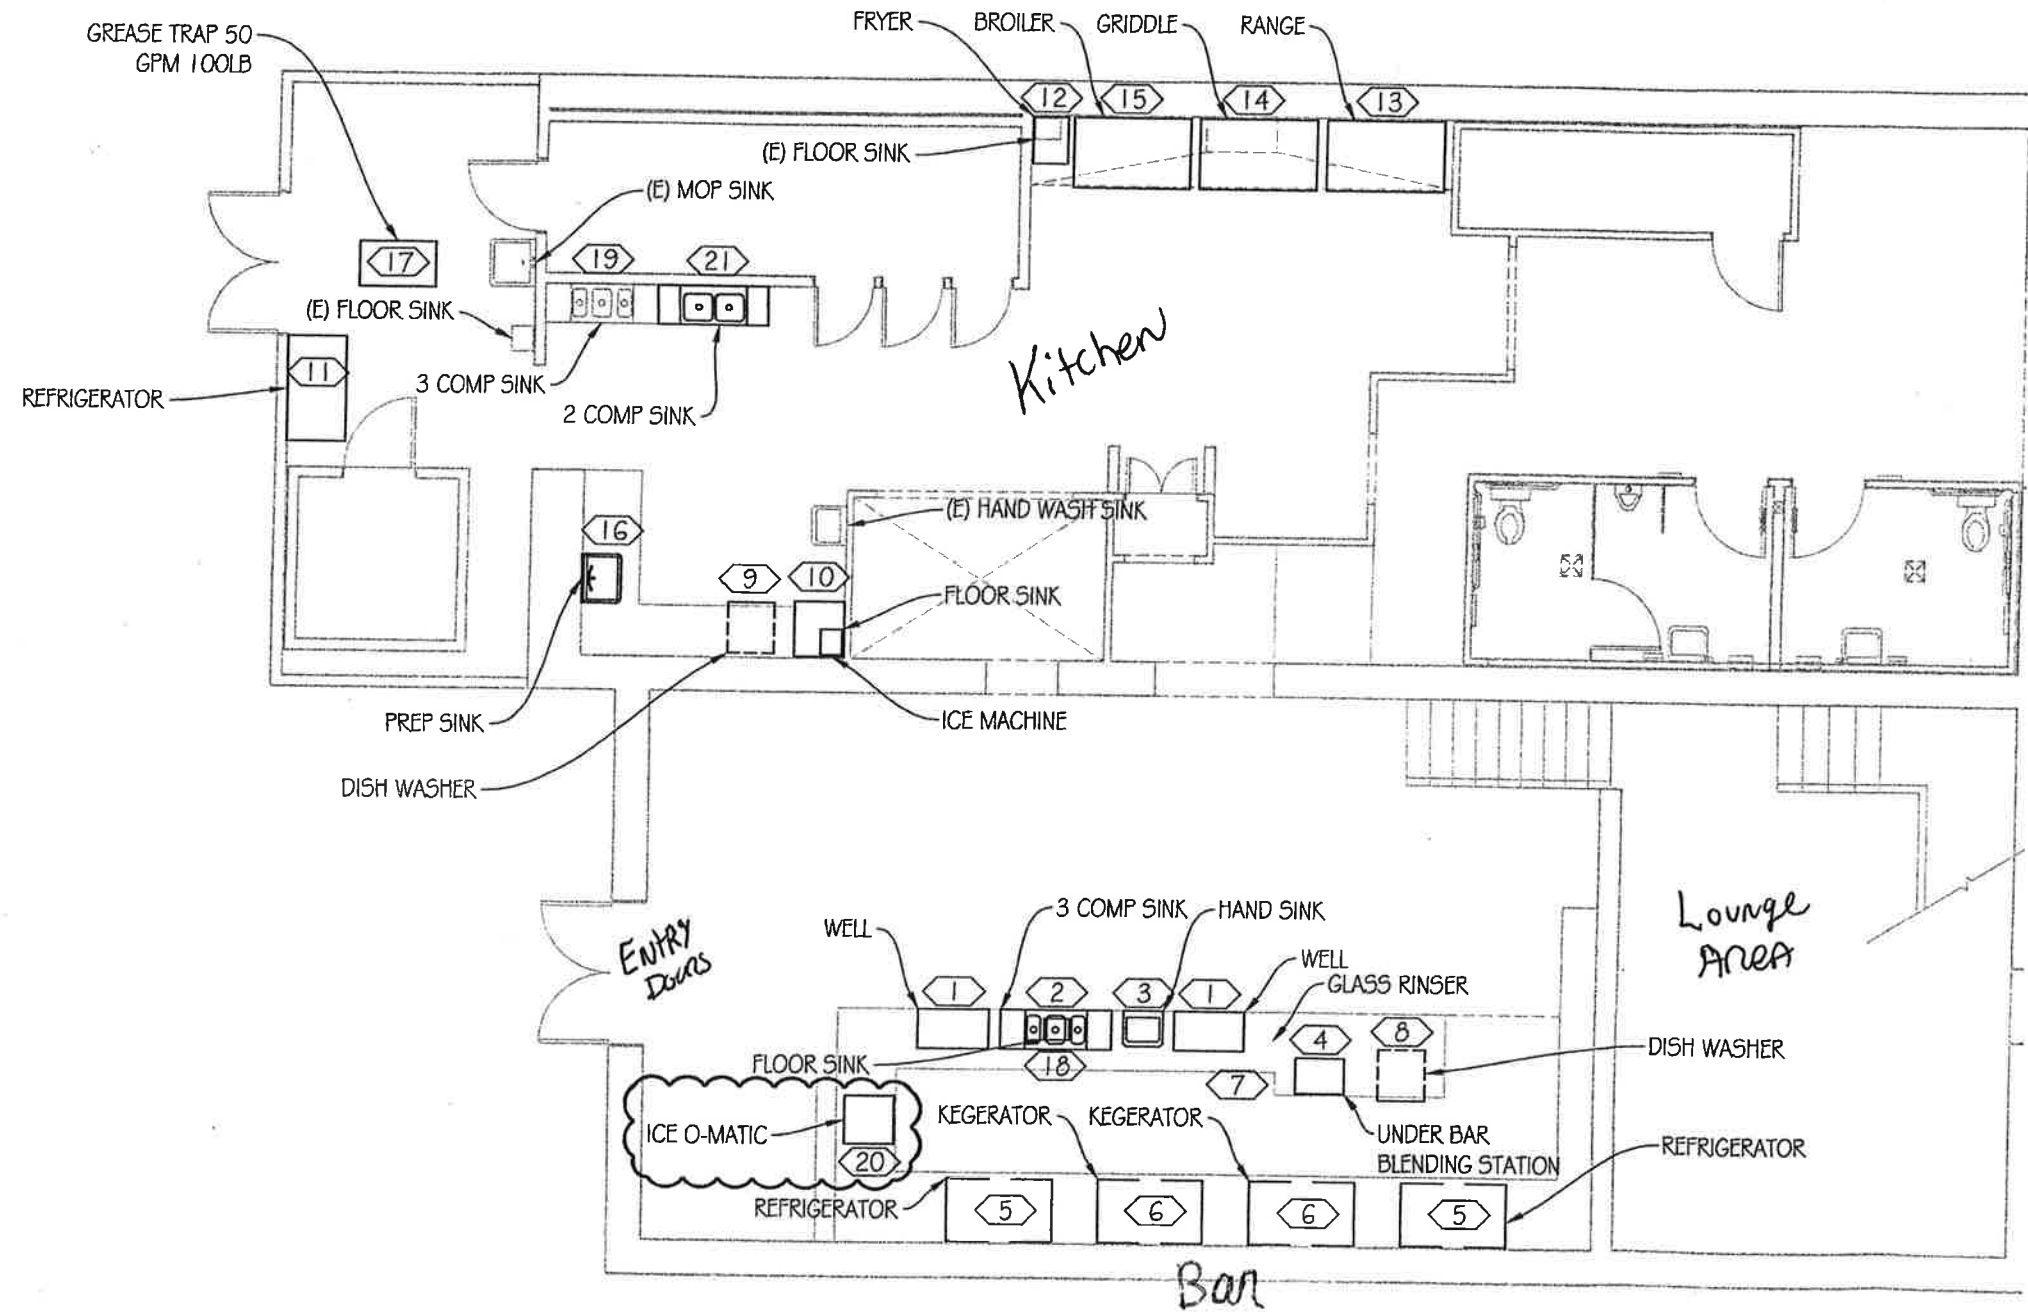 FRYER
BROILER
GRIDDLE
RANGE
GREASE TRAP 50
GPM 100LB
12
15
14
13
(E) FLOOR SINK
(E) MOP SINK
17
19
21
(E) FLOOR SINK
11
REFRIGERATOR
3 COMP SINK
2 COMP SINK
Kitchen
16
(E) HAND WASH SINK
9
10
FLOOR SINK
PREP SINK
ICE MACHINE
DISH WASHER
ENTRY
DOORS
WELL
3 COMP SINK
HAND SINK
Lounge
AREA
WELL
GLASS RINSER
1
2
3
1
4
8
FLOOR SINK
18
7
DISH WASHER
ICE O-MATIC
20
KEGERATOR
KEGERATOR
UNDER BAR
BLENDING STATION
REFRIGERATOR
REFRIGERATOR
5
6
6
5
Bar